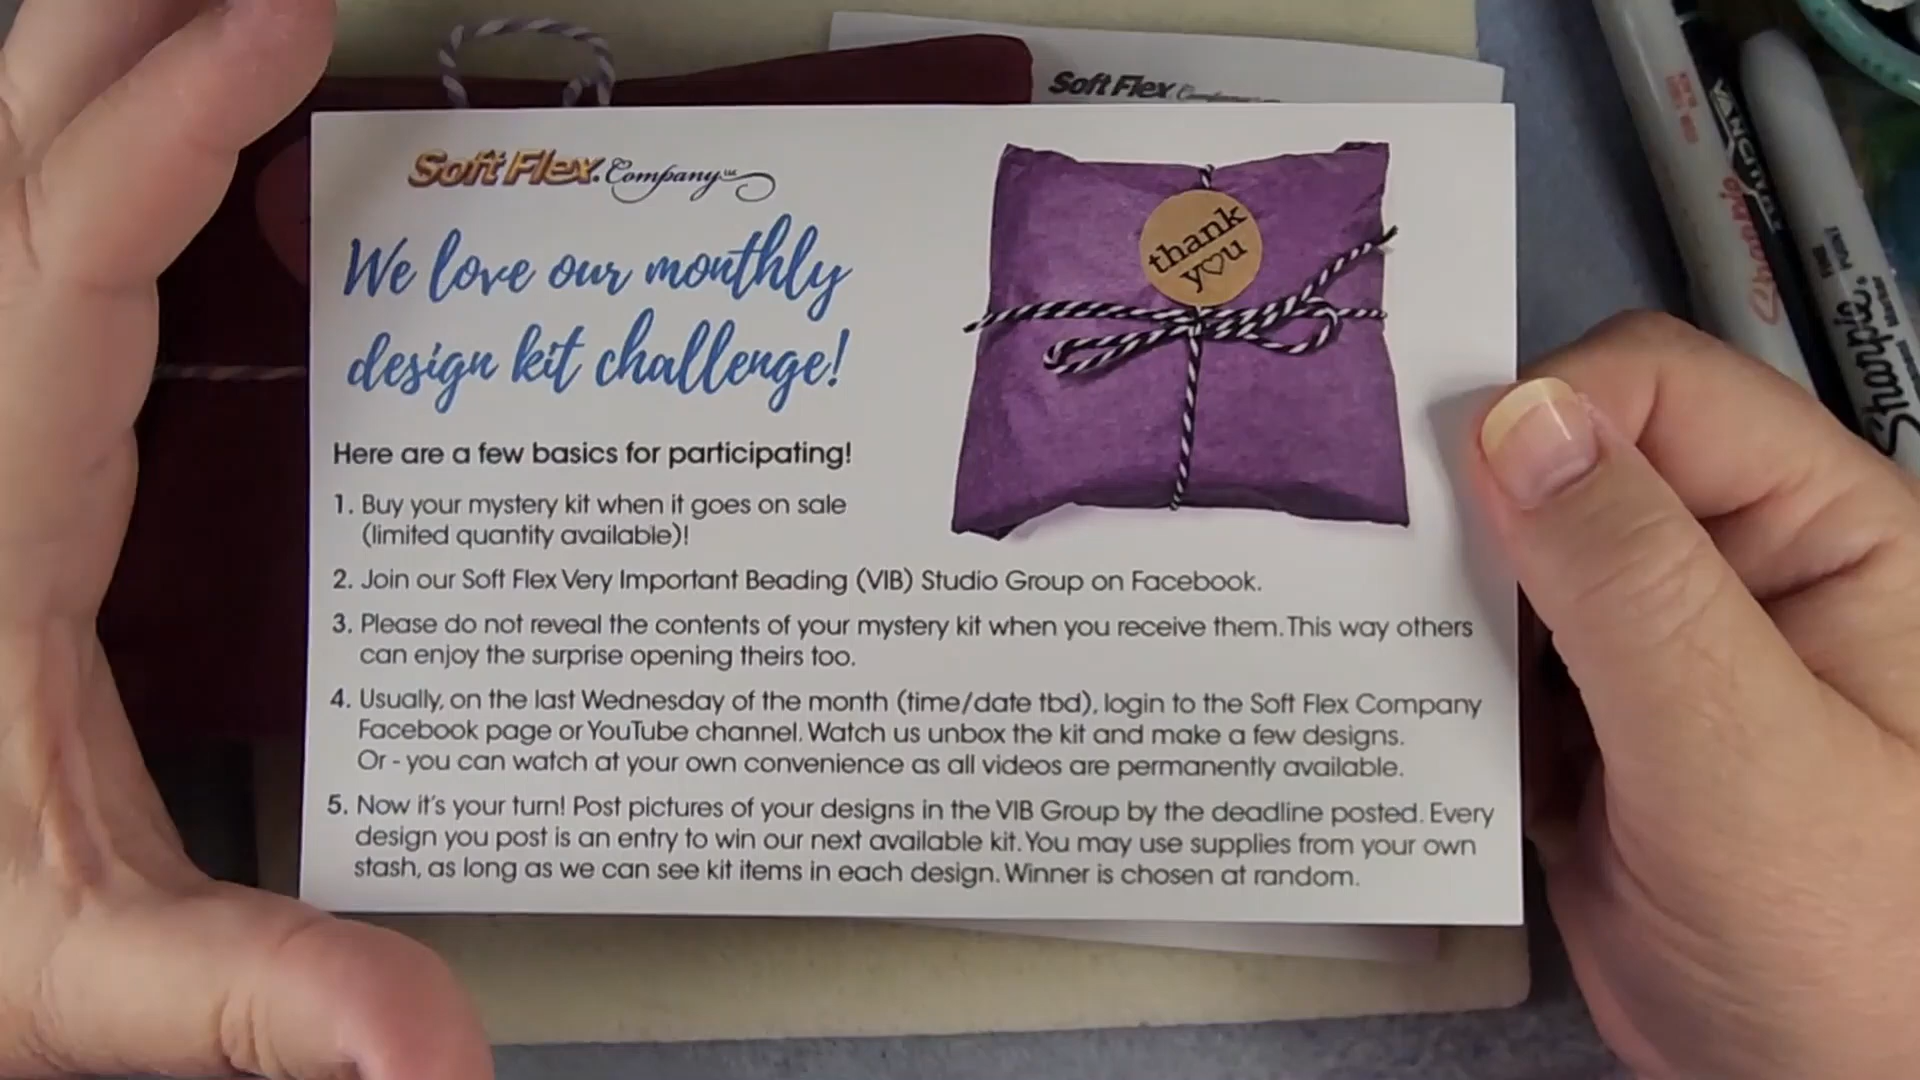 Soft Flex
Soft Flex. Company LLC
We love our monthly
design kit challenge!
thank
you
Here are a few basics for participating!
1. Buy your mystery kit when it goes on sale
(limited quantity available)!
2. Join our Soft Flex Very Important Beading (VIB) Studio Group on Facebook.
3. Please do not reveal the contents of your mystery kit when you receive them. This way others
can enjoy the surprise opening theirs too.
4. Usually, on the last Wednesday of the month (time/date tbd), login to the Soft Flex Company
Facebook page or YouTube channel. Watch us unbox the kit and make a few designs.
Or - you can watch at your own convenience as all videos are permanently available.
5. Now it's your turn! Post pictures of your designs in the VIB Group by the deadline posted. Every
design you post is an entry to win our next available kit. You may use supplies from your own
stash, as long as we can see kit items in each design. Winner is chosen at random.
Sharpie
Sharpie.